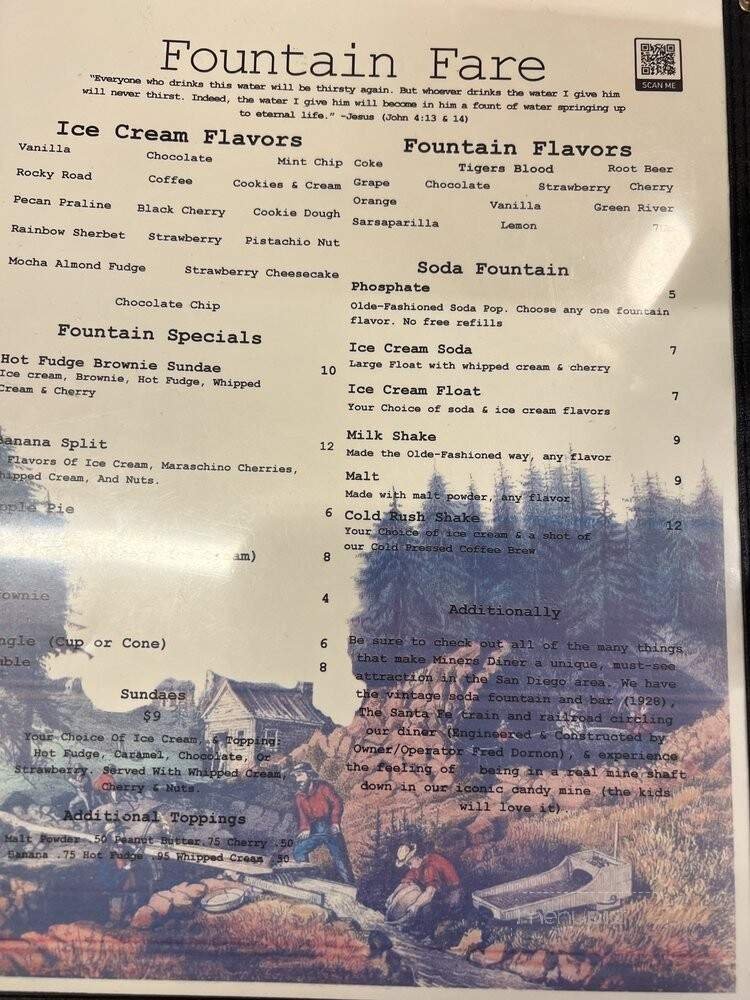 Fountain Fare
SCAN ME
"Everyone who drinks this water will be thirsty again. But whoever drinks the water I give him
will never thirst. Indeed, the water I give him will become in him a fount of water springing up
to eternal life." ~Jesus (John 4:13 & 14)
Ice Cream Flavors
Vanilla Chocolate Mint Chip
Rocky Road Coffee Cookies & Cream
Pecan Praline Black Cherry Cookie Dough
Rainbow Sherbet Strawberry Pistachio Nut
Mocha Almond Fudge Strawberry Cheesecake
Chocolate Chip
Fountain Specials
Hot Fudge Brownie Sundae 10
Ice cream, Brownie, Hot Fudge, Whipped
Cream & Cherry
Banana Split 12
Flavors Of Ice Cream, Maraschino Cherries,
Whipped Cream, And Nuts.
Apple Pie 6
8
ownie 4
ngle (Cup or Cone) 6
uble 8
Sundaes
$9
Your Choice Of Ice Cream, & Topping:
Hot Fudge, Caramel, Chocolate, Or
Strawberry. Served With Whipped Cream,
Cherry & Nuts.
Additional Toppings
Malt Powder .50 Peanut Butter.75 Cherry .50
Banana .75 Hot Fudge .95 Whipped Cream .50
Fountain Flavors
Coke Tigers Blood Root Beer
Grape Chocolate Strawberry Cherry
Orange Vanilla Green River
Sarsaparilla Lemon
Soda Fountain
Phosphate 5
Olde-Fashioned Soda Pop. Choose any one fountain
flavor. No free refills
Ice Cream Soda 7
Large Float with whipped cream & cherry
Ice Cream Float 7
Your Choice of soda & ice cream flavors
Milk Shake 9
Made the Olde-Fashioned way, any flavor
Malt 9
Made with malt powder, any flavor
Cold Rush Shake 12
Your Choice of ice cream & a shot of
our Cold Pressed Coffee Brew
Additionally
Be sure to check out all of the many things
that make Miners Diner a unique, must-see
attraction in the San Diego area. We have
the vintage soda fountain and bar (1928),
The Santa Fe train and railroad circling
our diner (Engineered & Constructed by
Owner/Operator Fred Dornon), & experience
the feeling of being in a real mine shaft
down in our iconic candy mine (the kids
will love it)